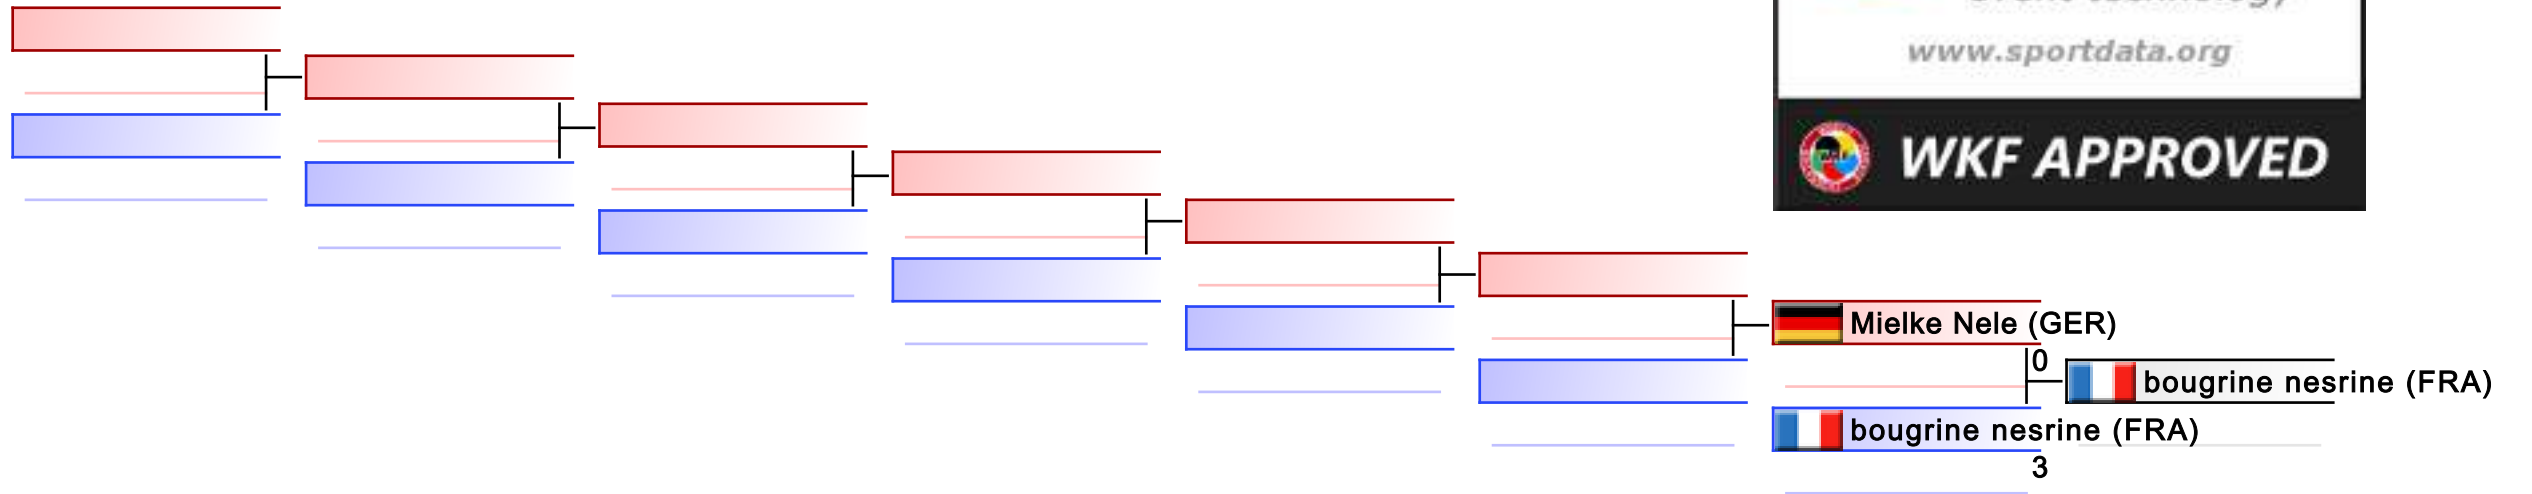 www.sportdata.org
WKF APPROVED
Mielke Nele (GER)
0
bougrine nesrine (FRA)
bougrine nesrine (FRA)
3